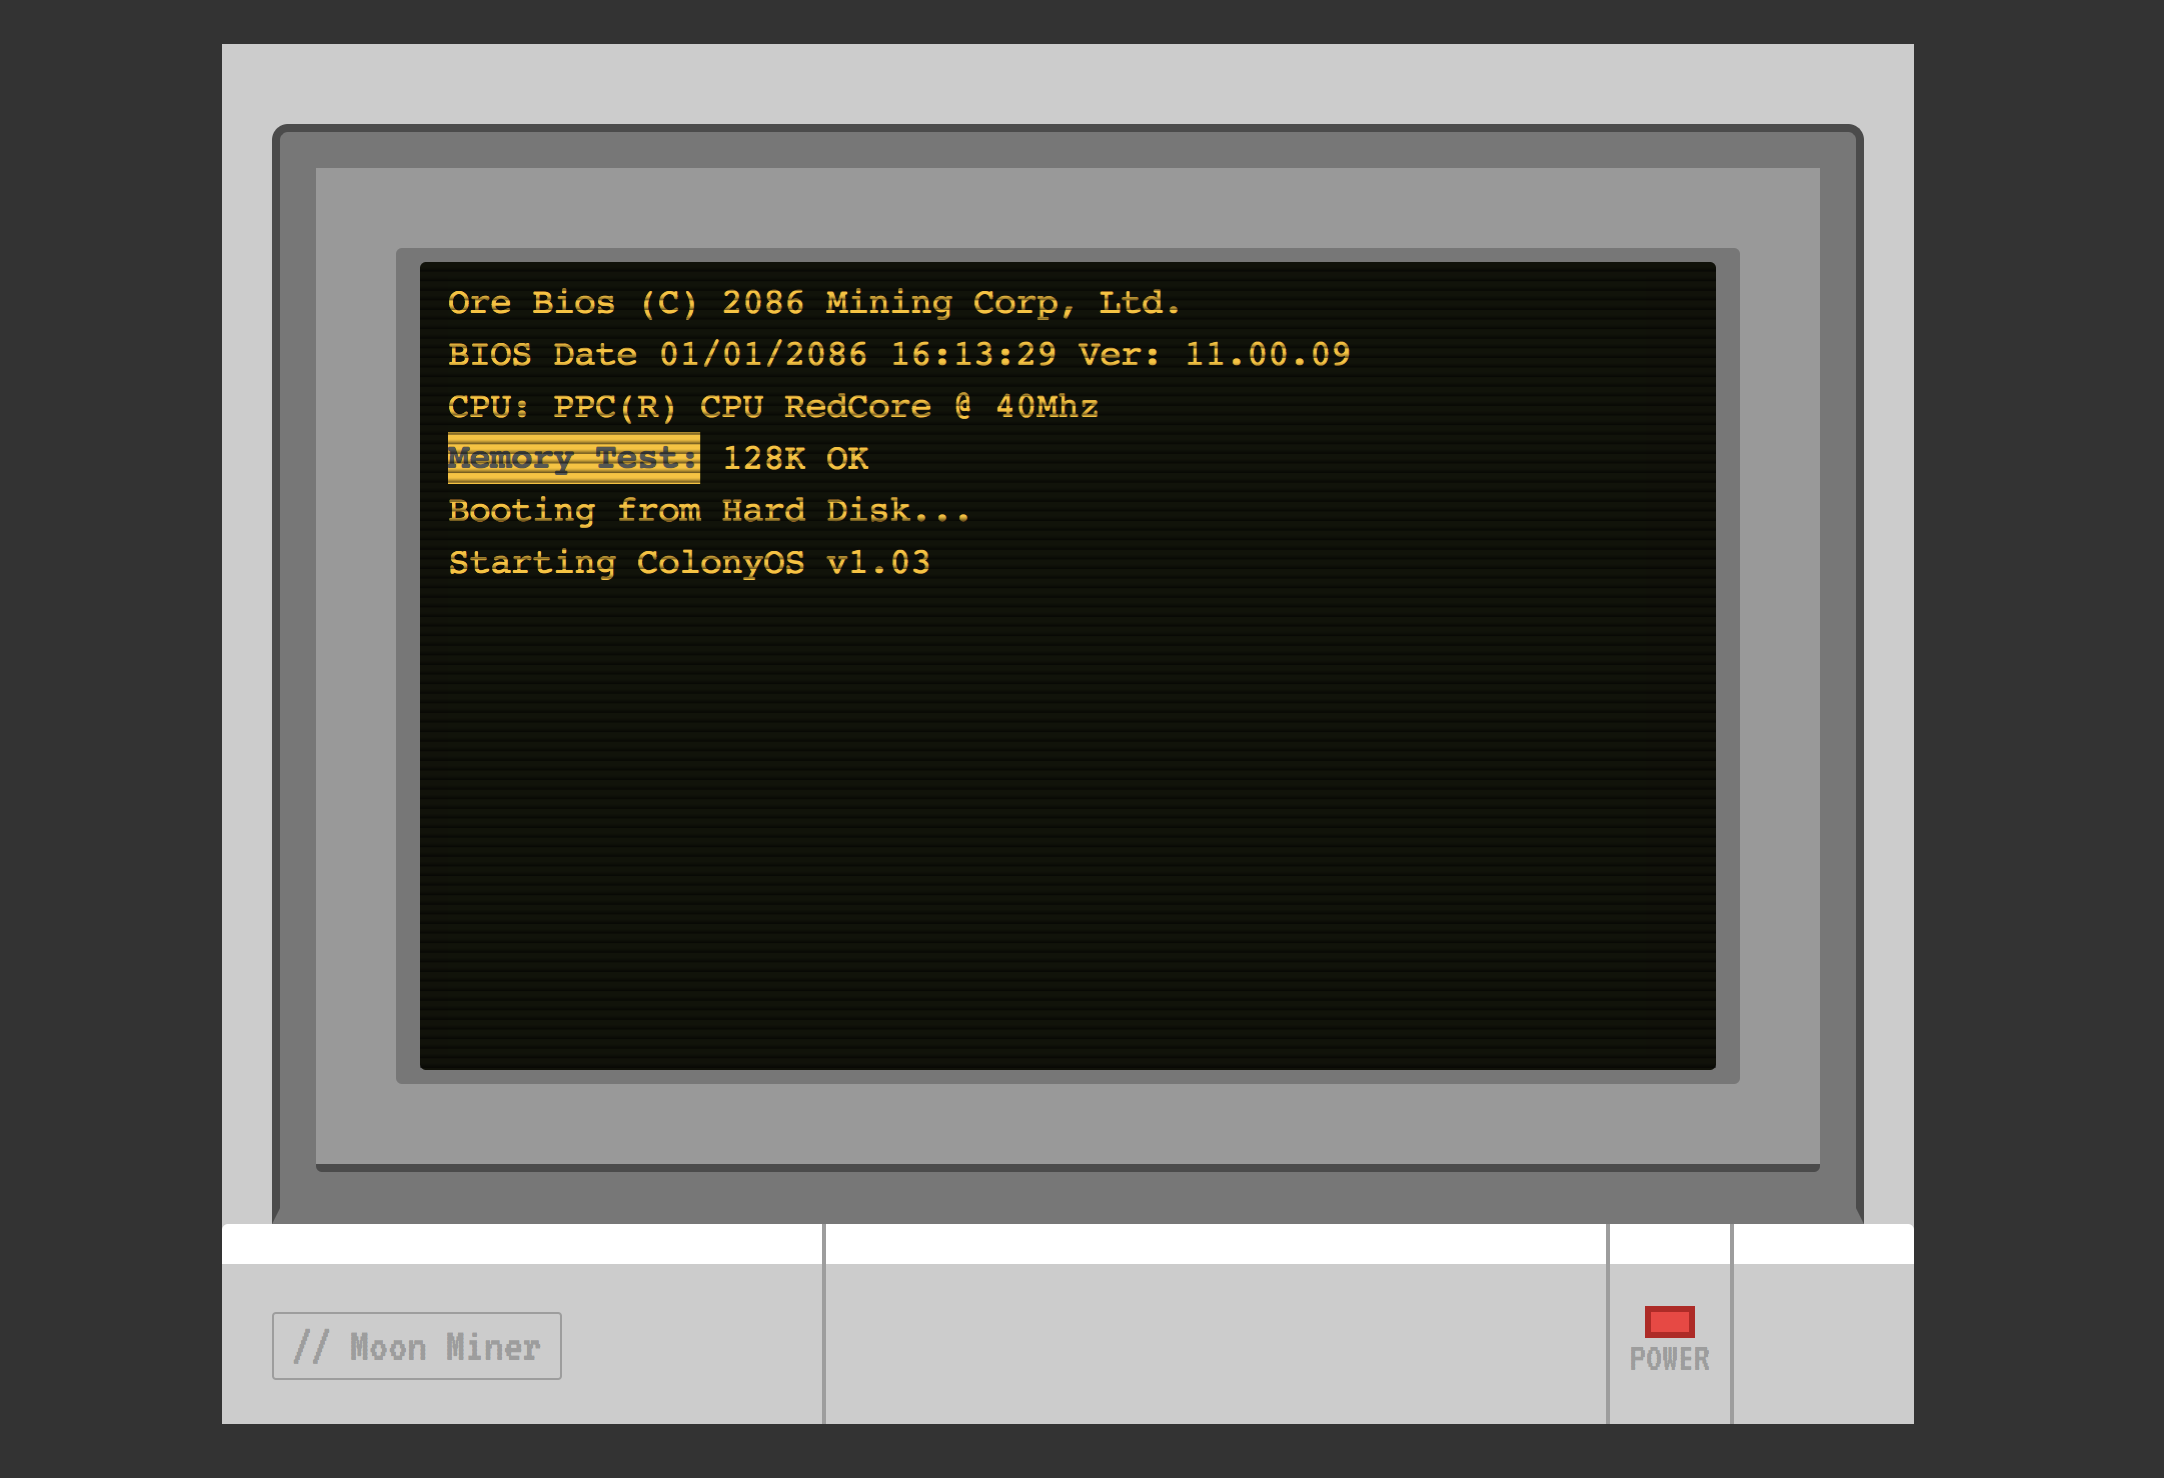 Ore Bios (C) 2086 Mining Corp, Ltd.
BIOS Date 01/01/2086 16:13:29 Ver: 11.00.09
CPU: PPC(R) CPU RedCore @ 40Mhz
Memory Test: 128K OK
Booting from Hard Disk...
Starting ColonyOS v1.03
// Moon Miner
POWER